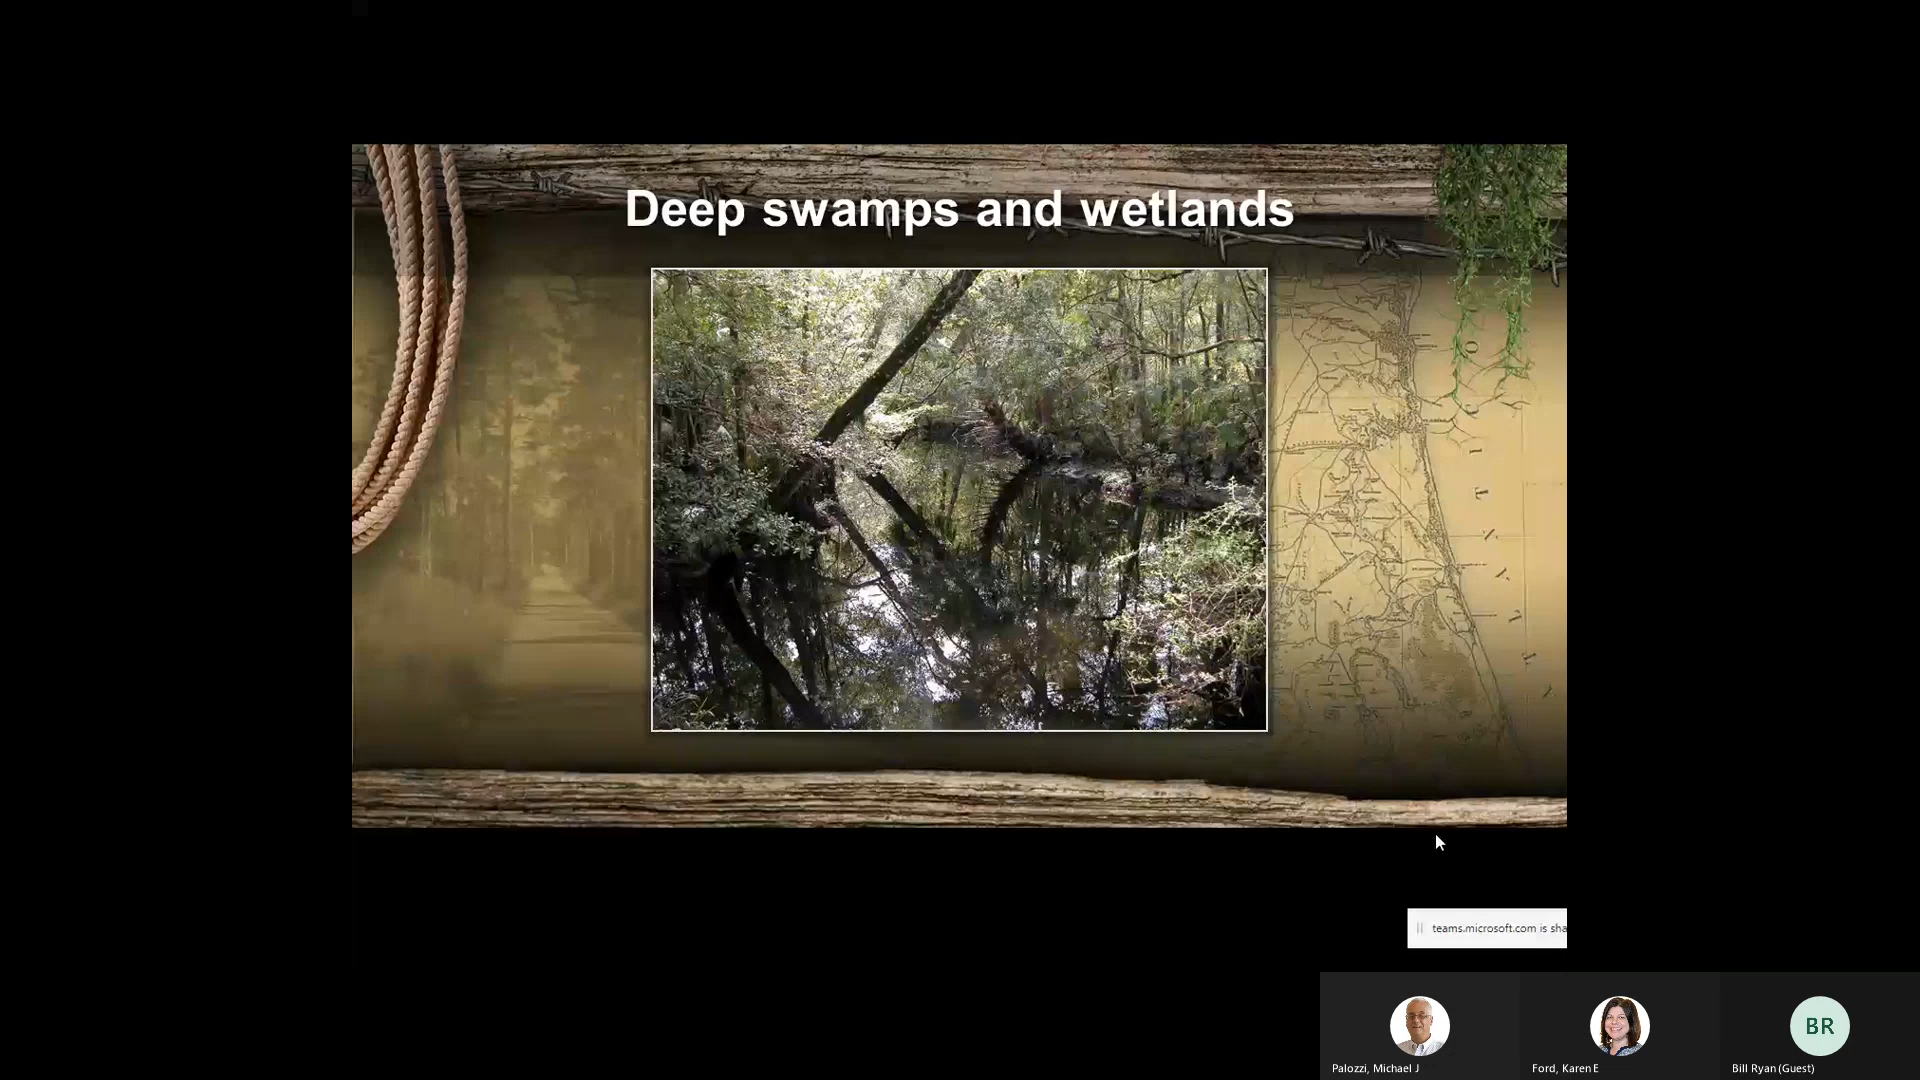 Deep swamps and wetlands
teams.microsoft.com is sha
Palozzi, Michael J
Ford, Karen E
BR
Bill Ryan (Guest)